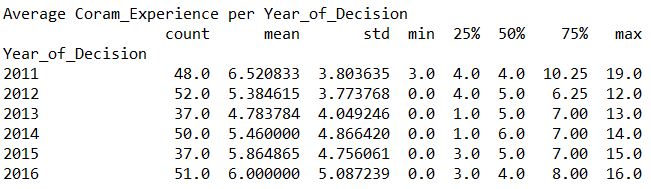 Average Coram_Experience per Year_of_Decision
count mean std min 25% 50% 75% max
Year_of_Decision
2011 48.0 6.520833 3.803635 3.0 4.0 4.0 10.25 19.0
2012 52.0 5.384615 3.773768 0.0 4.0 5.0 6.25 12.0
2013 37.0 4.783784 4.049246 0.0 1.0 5.0 7.00 13.0
2014 50.0 5.460000 4.866420 0.0 1.0 6.0 7.00 14.0
2015 37.0 5.864865 4.756061 0.0 3.0 5.0 7.00 15.0
2016 51.0 6.000000 5.087239 0.0 3.0 4.0 8.00 16.0